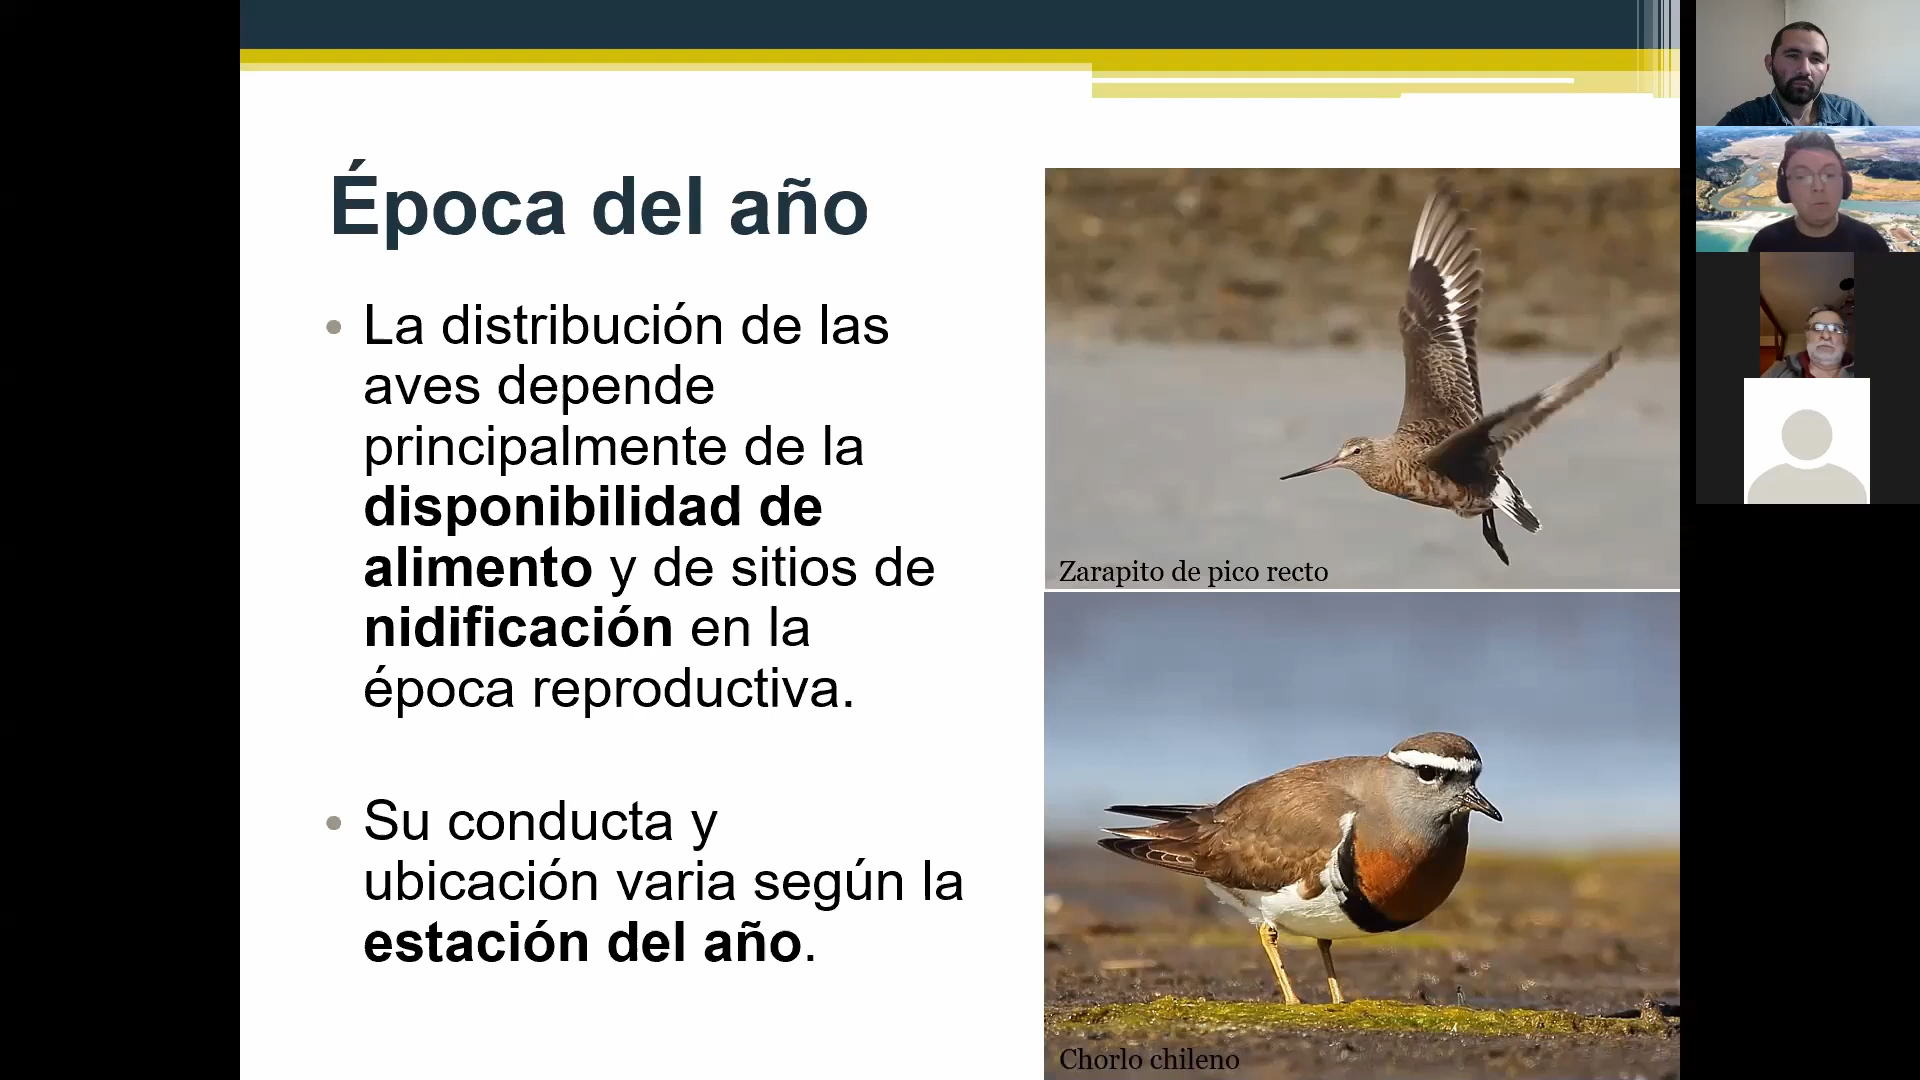 Época del año
• La distribución de las
aves depende
principalmente de la
disponibilidad de
alimento y de sitios de
nidificación en la
época reproductiva.
• Su conducta y
ubicación varia según la
estación del año.
Zarapito de pico recto
Chorlo chileno